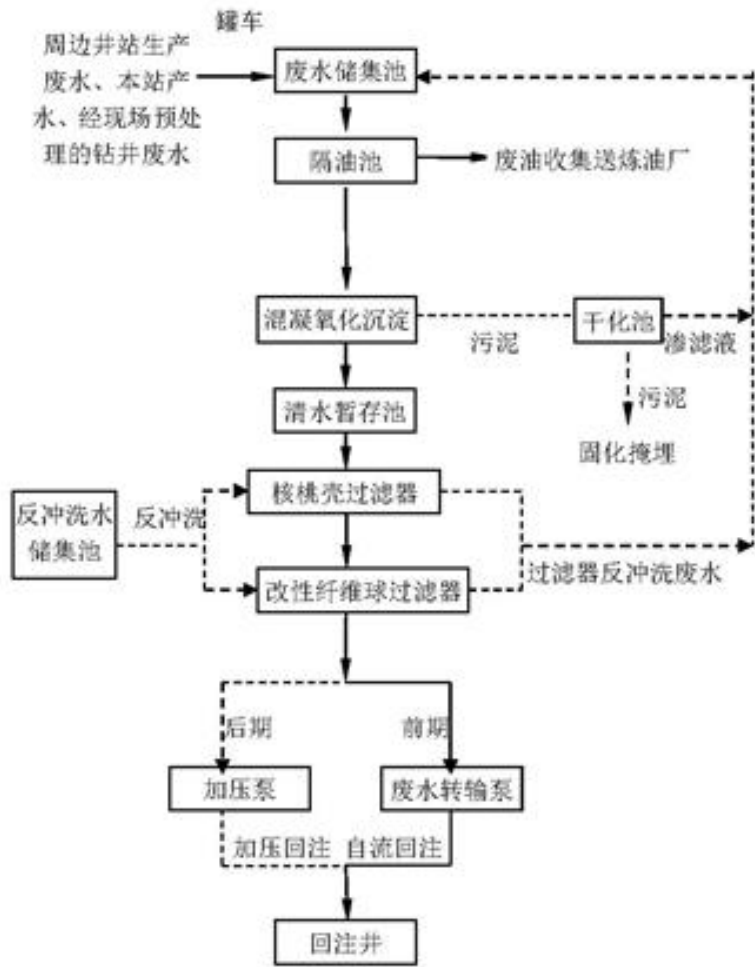 罐车
周边井站生产
废水、本站产
水、经现场预处
理的钻井废水
废水储集池
隔油池
废油收集送炼油厂
混凝氧化沉淀
污泥
干化池
渗滤液
污泥
固化掩埋
清水暂存池
核桃壳过滤器
反冲洗水
储集池
反冲洗
过滤器反冲洗废水
改性纤维球过滤器
后期
前期
加压泵
废水转输泵
加压回注
自流回注
回注井